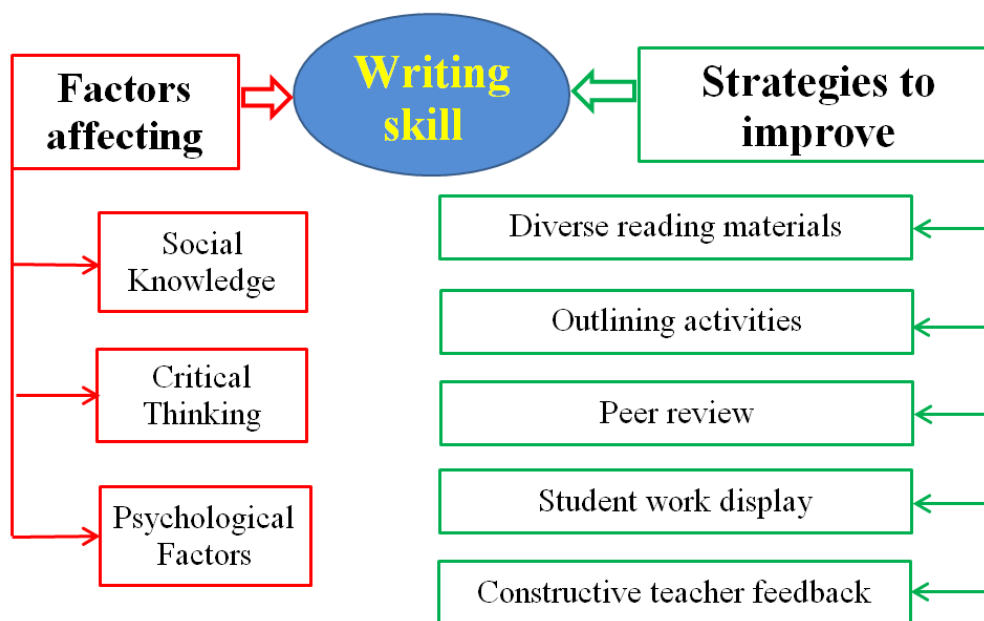 Factors
affecting
Writing
skill
Strategies to
improve
Social
Knowledge
Critical
Thinking
Psychological
Factors
Diverse reading materials
Outlining activities
Peer review
Student work display
Constructive teacher feedback